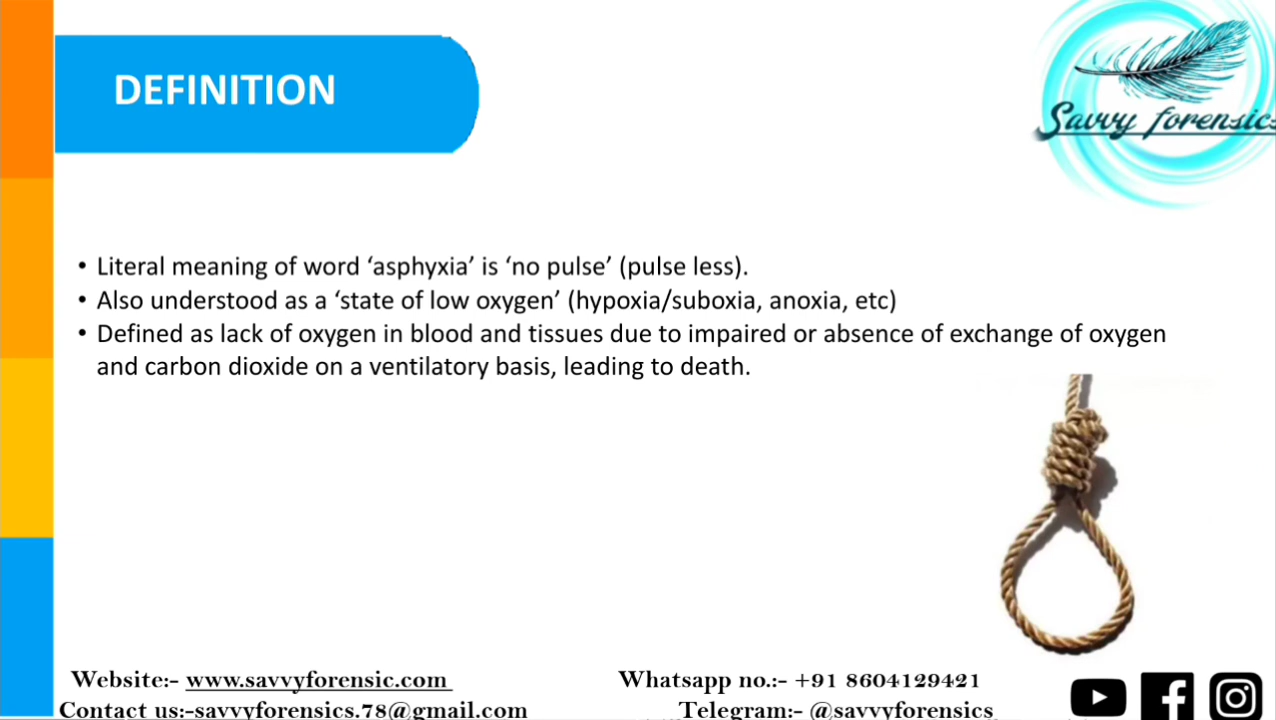 DEFINITION
Savvy forensics
• Literal meaning of word ‘asphyxia’ is ‘no pulse’ (pulse less).
• Also understood as a ‘state of low oxygen’ (hypoxia/suboxia, anoxia, etc)
• Defined as lack of oxygen in blood and tissues due to impaired or absence of exchange of oxygen
and carbon dioxide on a ventilatory basis, leading to death.
Website:- www.savvyforensic.com
Whatsapp no.:- +91 8604129421
Contact us:-savvyforensics.78@gmail.com
Telegram:- @savvyforensics